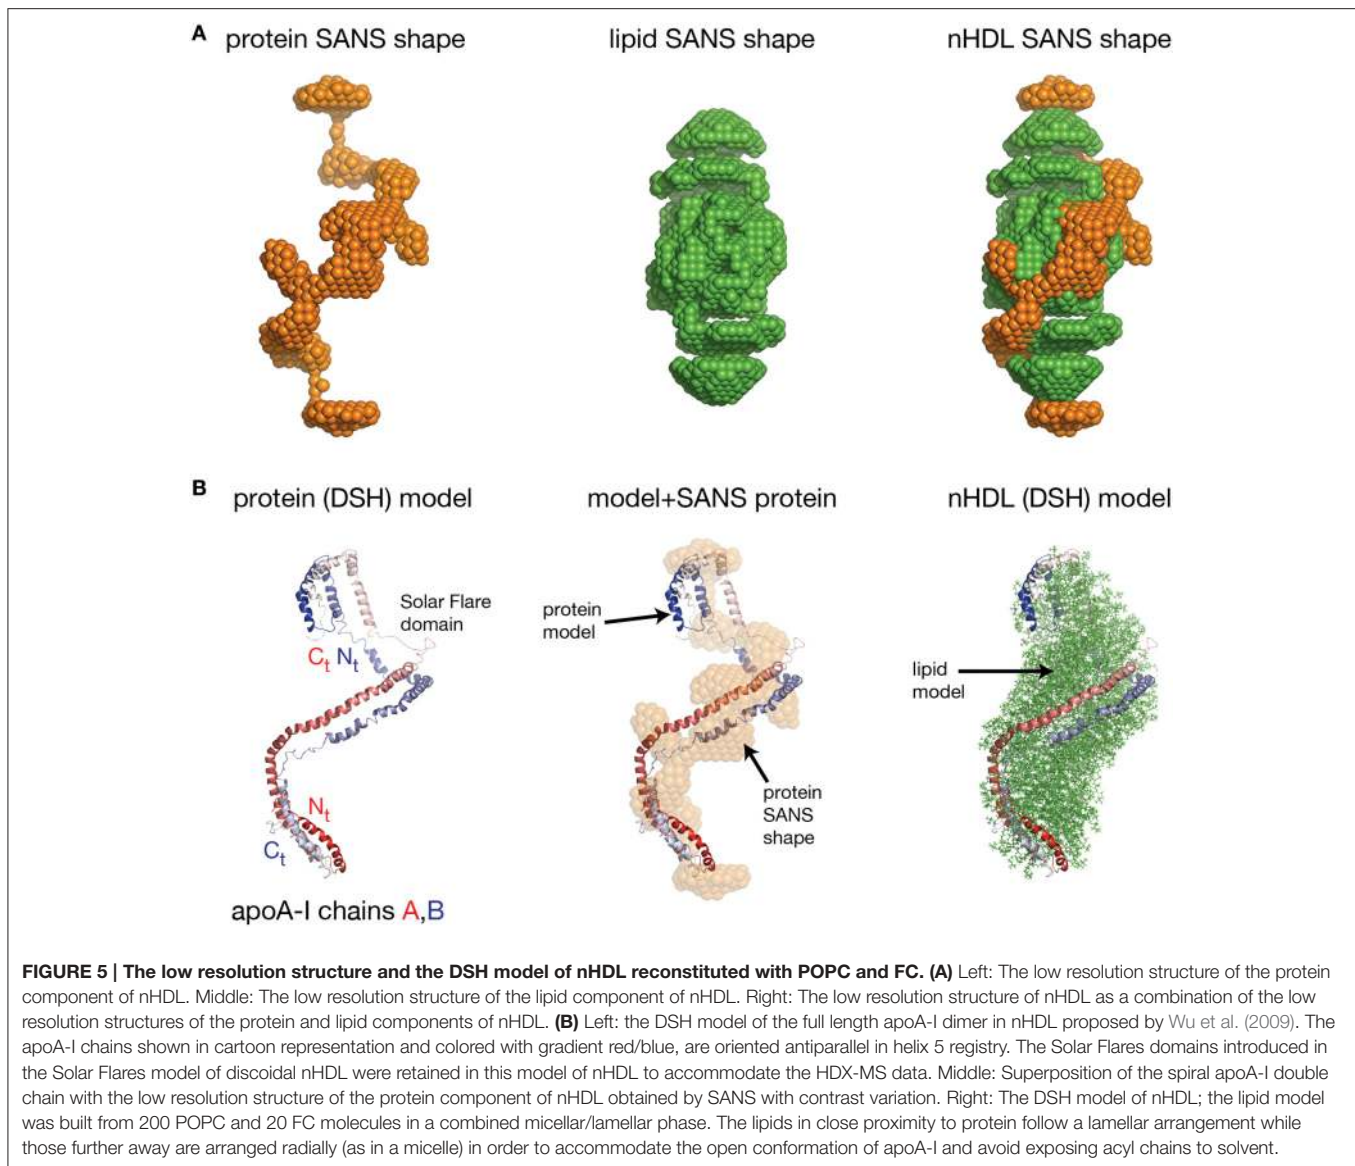 A protein SANS shape lipid SANS shape nHDL SANS shape
B protein (DSH) model model+SANS protein nHDL (DSH) model
Solar Flare
domain
protein
model
lipid
model
Ct Nt
Nt
Ct
protein
SANS
shape
apoA-I chains A,B
FIGURE 5 | The low resolution structure and the DSH model of nHDL reconstituted with POPC and FC. (A) Left: The low resolution structure of the protein
component of nHDL. Middle: The low resolution structure of the lipid component of nHDL. Right: The low resolution structure of nHDL as a combination of the low
resolution structures of the protein and lipid components of nHDL. (B) Left: the DSH model of the full length apoA-I dimer in nHDL proposed by Wu et al. (2009). The
apoA-I chains shown in cartoon representation and colored with gradient red/blue, are oriented antiparallel in helix 5 registry. The Solar Flares domains introduced in
the Solar Flares model of discoidal nHDL were retained in this model of nHDL to accommodate the HDX-MS data. Middle: Superposition of the spiral apoA-I double
chain with the low resolution structure of the protein component of nHDL obtained by SANS with contrast variation. Right: The DSH model of nHDL; the lipid model
was built from 200 POPC and 20 FC molecules in a combined micellar/lamellar phase. The lipids in close proximity to protein follow a lamellar arrangement while
those further away are arranged radially (as in a micelle) in order to accommodate the open conformation of apoA-I and avoid exposing acyl chains to solvent.